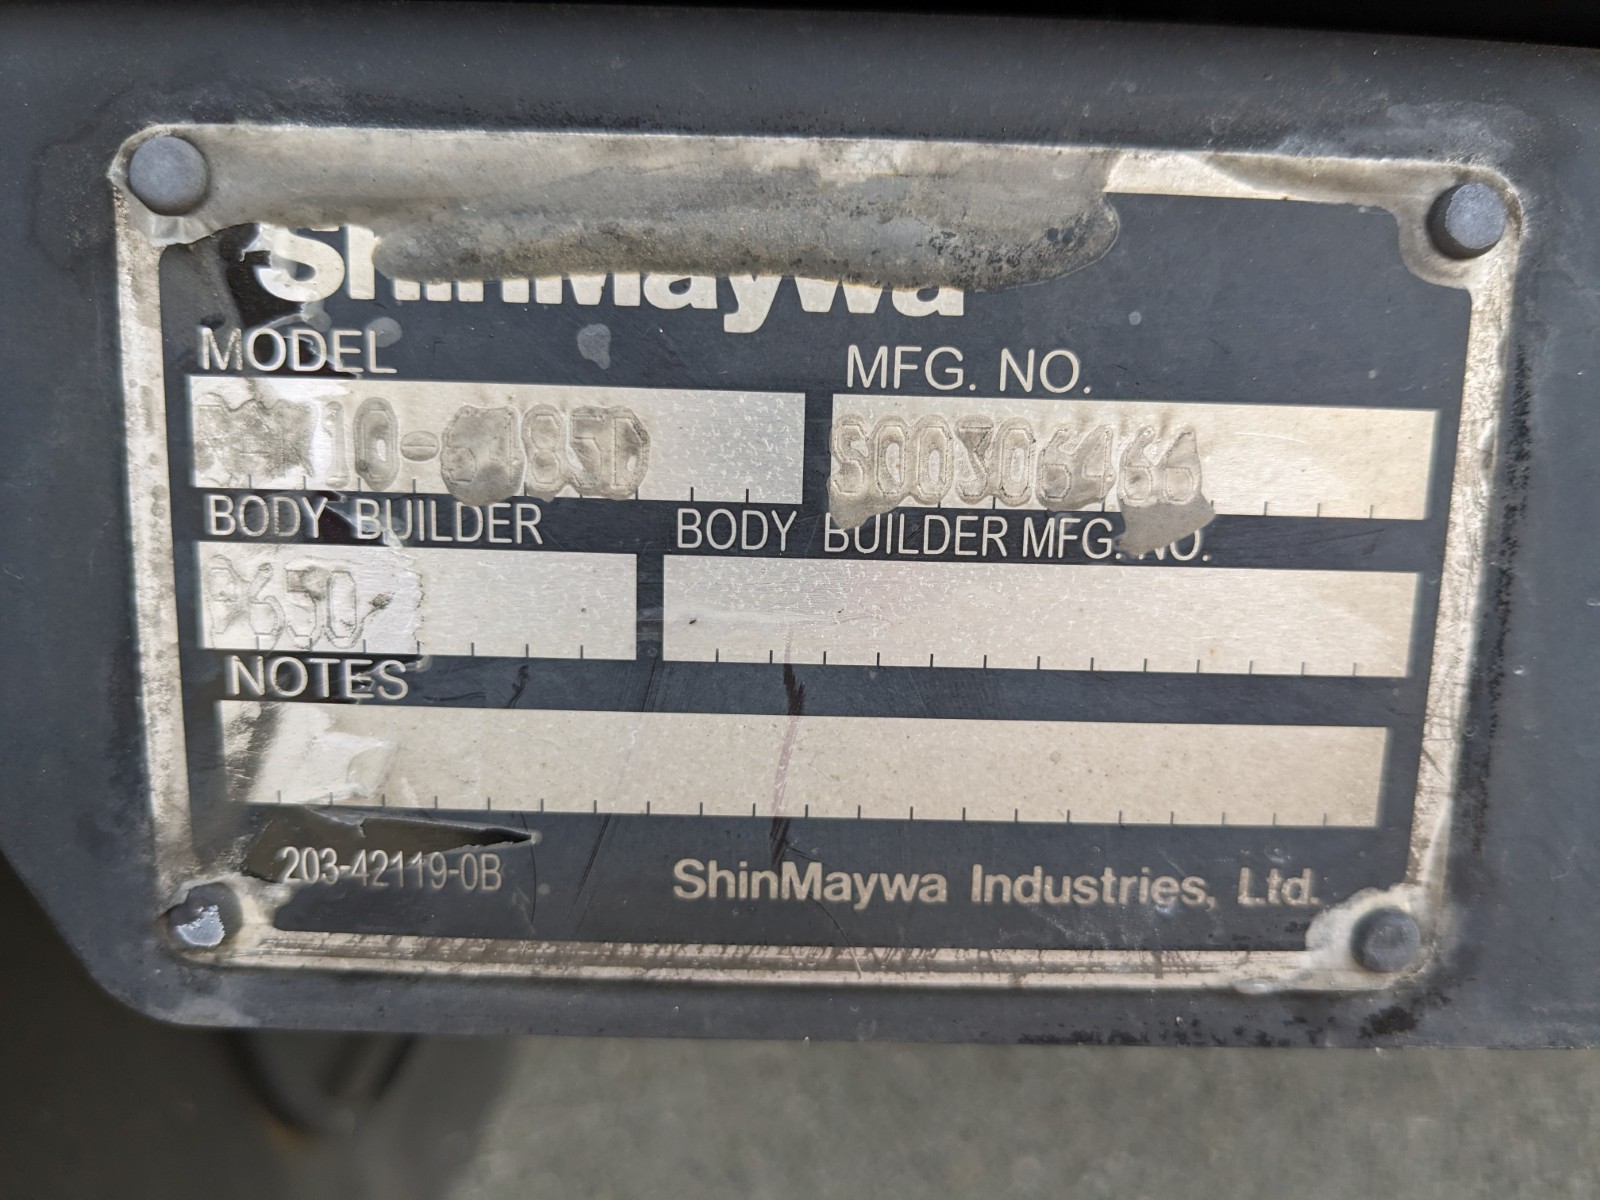 ShinMaywa
MODEL MFG. NO.
S00306466
BODY BUILDER BODY BUILDER MFG. NO.
NOTES
203-42119-0B ShinMaywa Industries, Ltd.